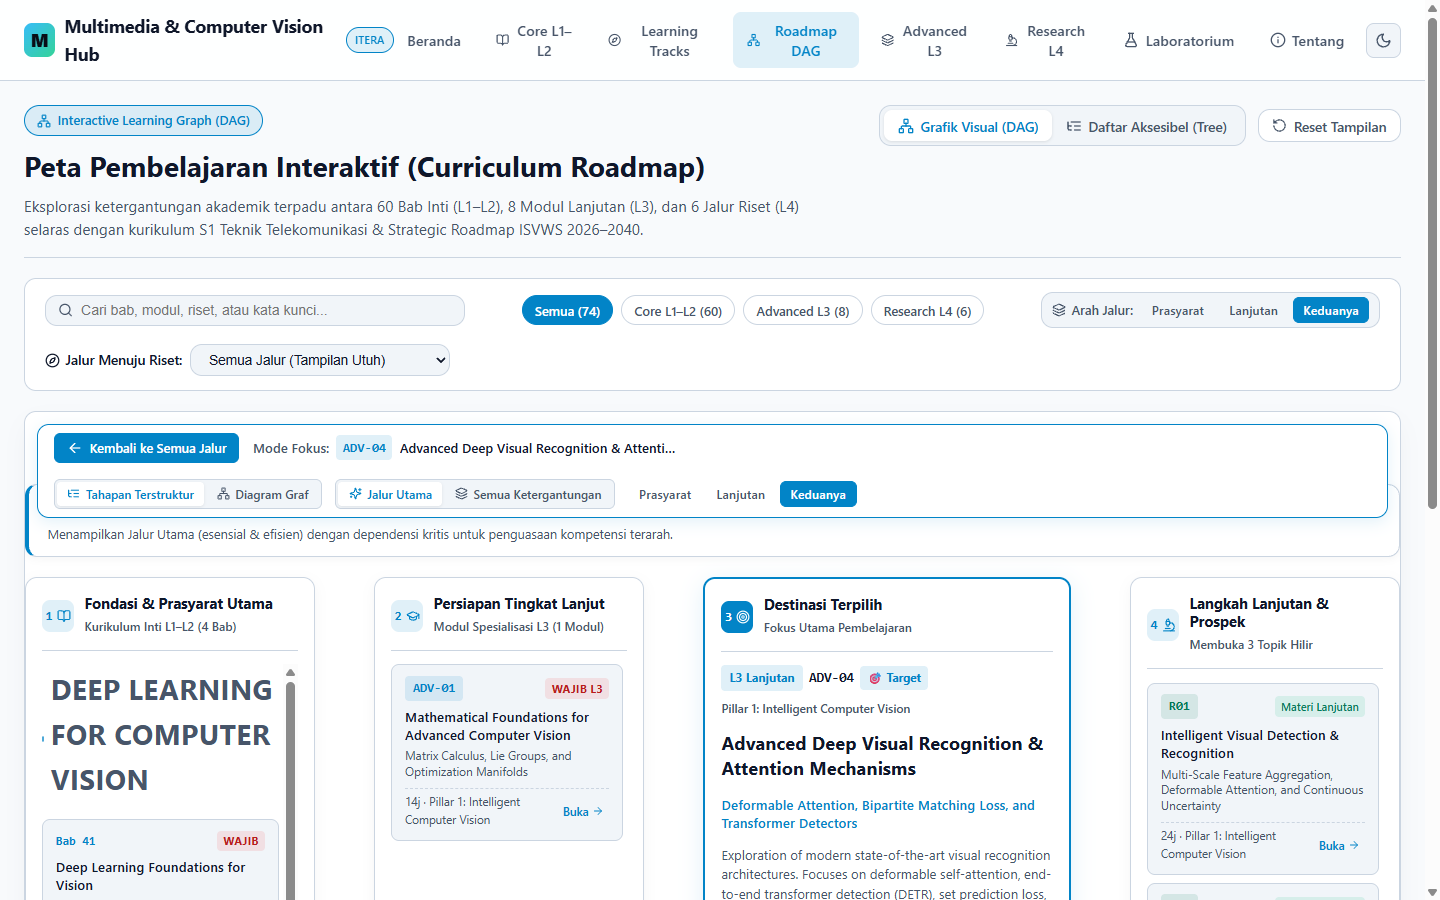 M
Multimedia & Computer Vision
Hub
ITERA
Beranda
Core L1–
L2
Learning
Tracks
Roadmap
DAG
Advanced
L3
Research
L4
Laboratorium
Tentang
Interactive Learning Graph (DAG)
Grafik Visual (DAG)
Daftar Aksesibel (Tree)
Reset Tampilan
Peta Pembelajaran Interaktif (Curriculum Roadmap)
Eksplorasi ketergantungan akademik terpadu antara 60 Bab Inti (L1–L2), 8 Modul Lanjutan (L3), dan 6 Jalur Riset (L4)
selaras dengan kurikulum S1 Teknik Telekomunikasi & Strategic Roadmap ISVWS 2026–2040.
Cari bab, modul, riset, atau kata kunci...
Semua (74)
Core L1–L2 (60)
Advanced L3 (8)
Research L4 (6)
Arah Jalur:
Prasyarat
Lanjutan
Keduanya
Jalur Menuju Riset:
Semua Jalur (Tampilan Utuh)
Kembali ke Semua Jalur
Mode Fokus:
ADV-04
Advanced Deep Visual Recognition & Attenti...
Tahapan Terstruktur
Diagram Graf
Jalur Utama
Semua Ketergantungan
Prasyarat
Lanjutan
Keduanya
Menampilkan Jalur Utama (esensial & efisien) dengan dependensi kritis untuk penguasaan kompetensi terarah.
1
Fondasi & Prasyarat Utama
Kurikulum Inti L1–L2 (4 Bab)
DEEP LEARNING
FOR COMPUTER
VISION
Bab 41
WAJIB
Deep Learning Foundations for
Vision
2
Persiapan Tingkat Lanjut
Modul Spesialisasi L3 (1 Modul)
ADV-01
WAJIB L3
Mathematical Foundations for
Advanced Computer Vision
Matrix Calculus, Lie Groups, and
Optimization Manifolds
14j · Pillar 1: Intelligent
Computer Vision
Buka
3
Destinasi Terpilih
Fokus Utama Pembelajaran
L3 Lanjutan
ADV-04
Target
Pillar 1: Intelligent Computer Vision
Advanced Deep Visual Recognition &
Attention Mechanisms
Deformable Attention, Bipartite Matching Loss, and
Transformer Detectors
Exploration of modern state-of-the-art visual recognition
architectures. Focuses on deformable self-attention, end-
to-end transformer detection (DETR), set prediction loss,
4
Langkah Lanjutan &
Prospek
Membuka 3 Topik Hilir
R01
Materi Lanjutan
Intelligent Visual Detection &
Recognition
Multi-Scale Feature Aggregation,
Deformable Attention, and Continuous
Uncertainty
24j · Pillar 1: Intelligent
Computer Vision
Buka